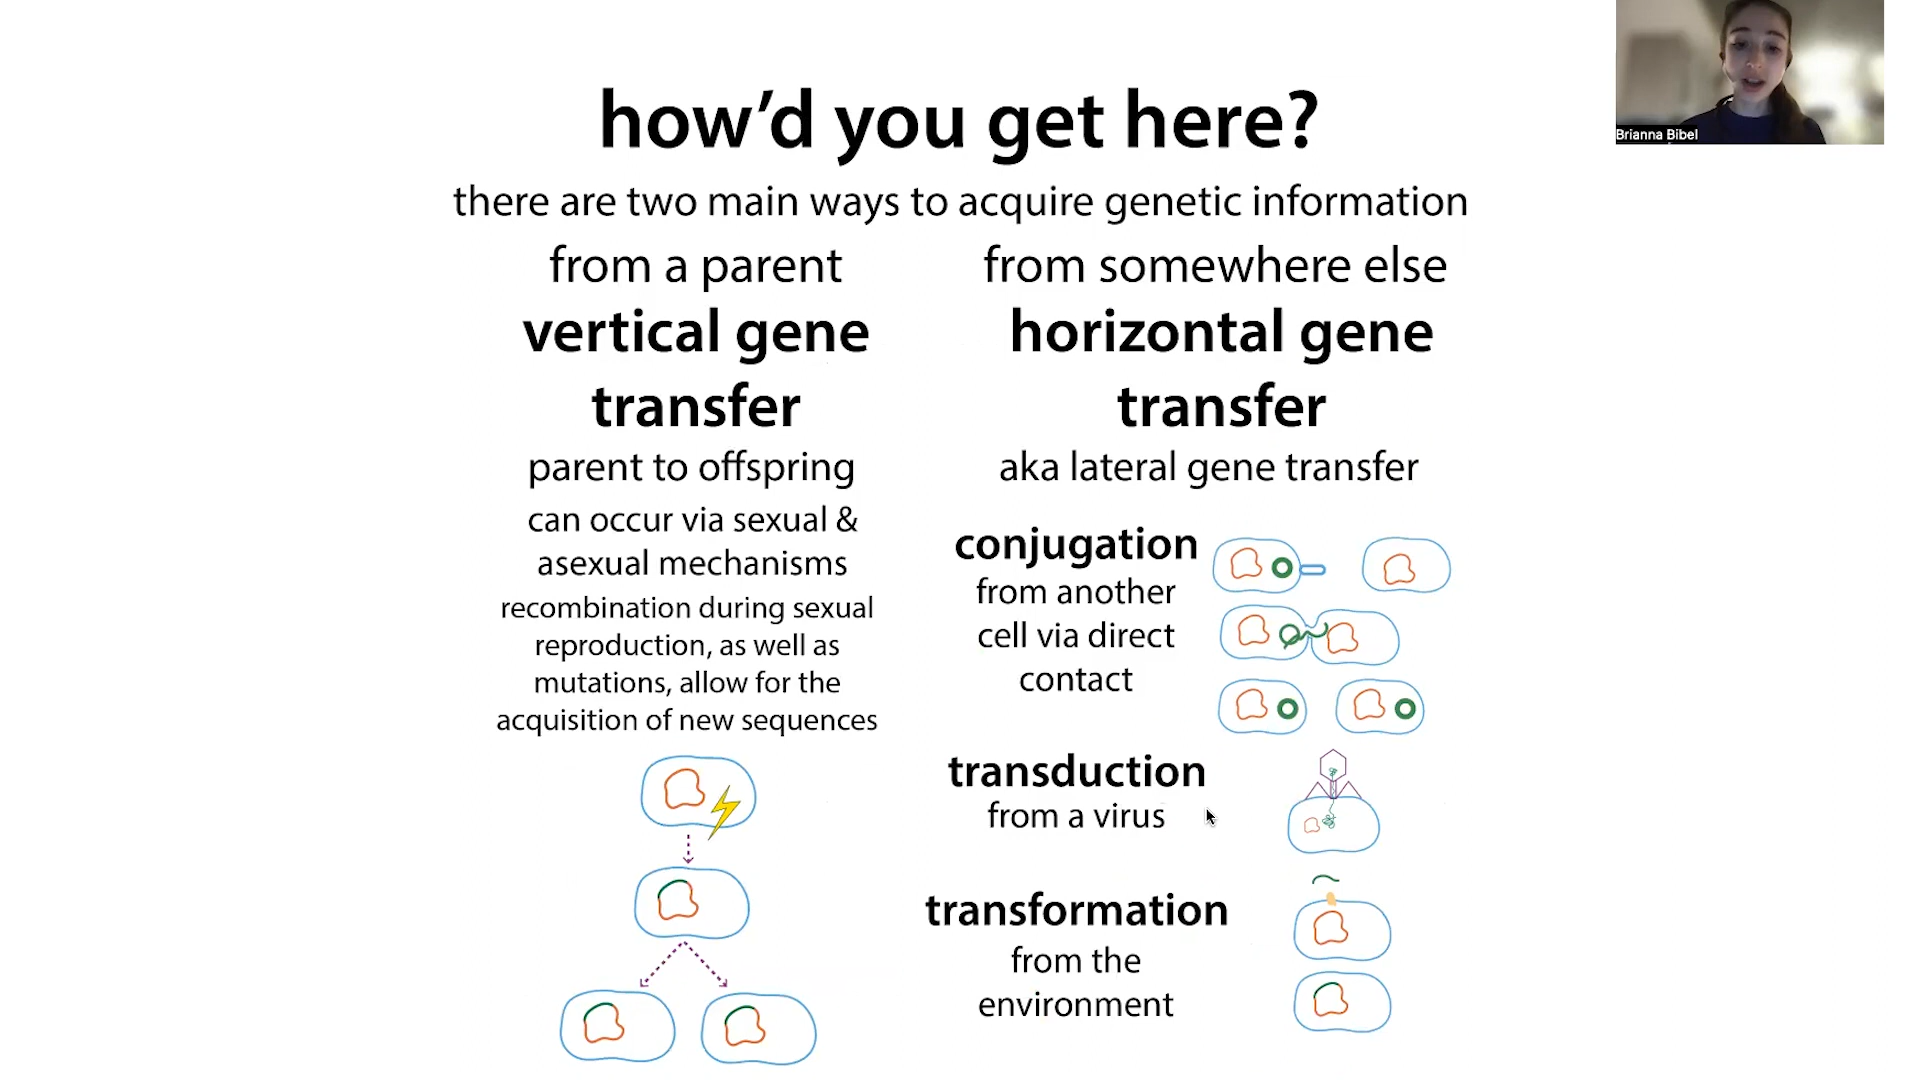 how'd you get here?
there are two main ways to acquire genetic information
from a parent
vertical gene
transfer
parent to offspring
can occur via sexual &
asexual mechanisms
recombination during sexual
reproduction, as well as
mutations, allow for the
acquisition of new sequences
from somewhere else
horizontal gene
transfer
aka lateral gene transfer
conjugation
from another
cell via direct
contact
transduction
from a virus
transformation
from the
environment
Brianna Bibel